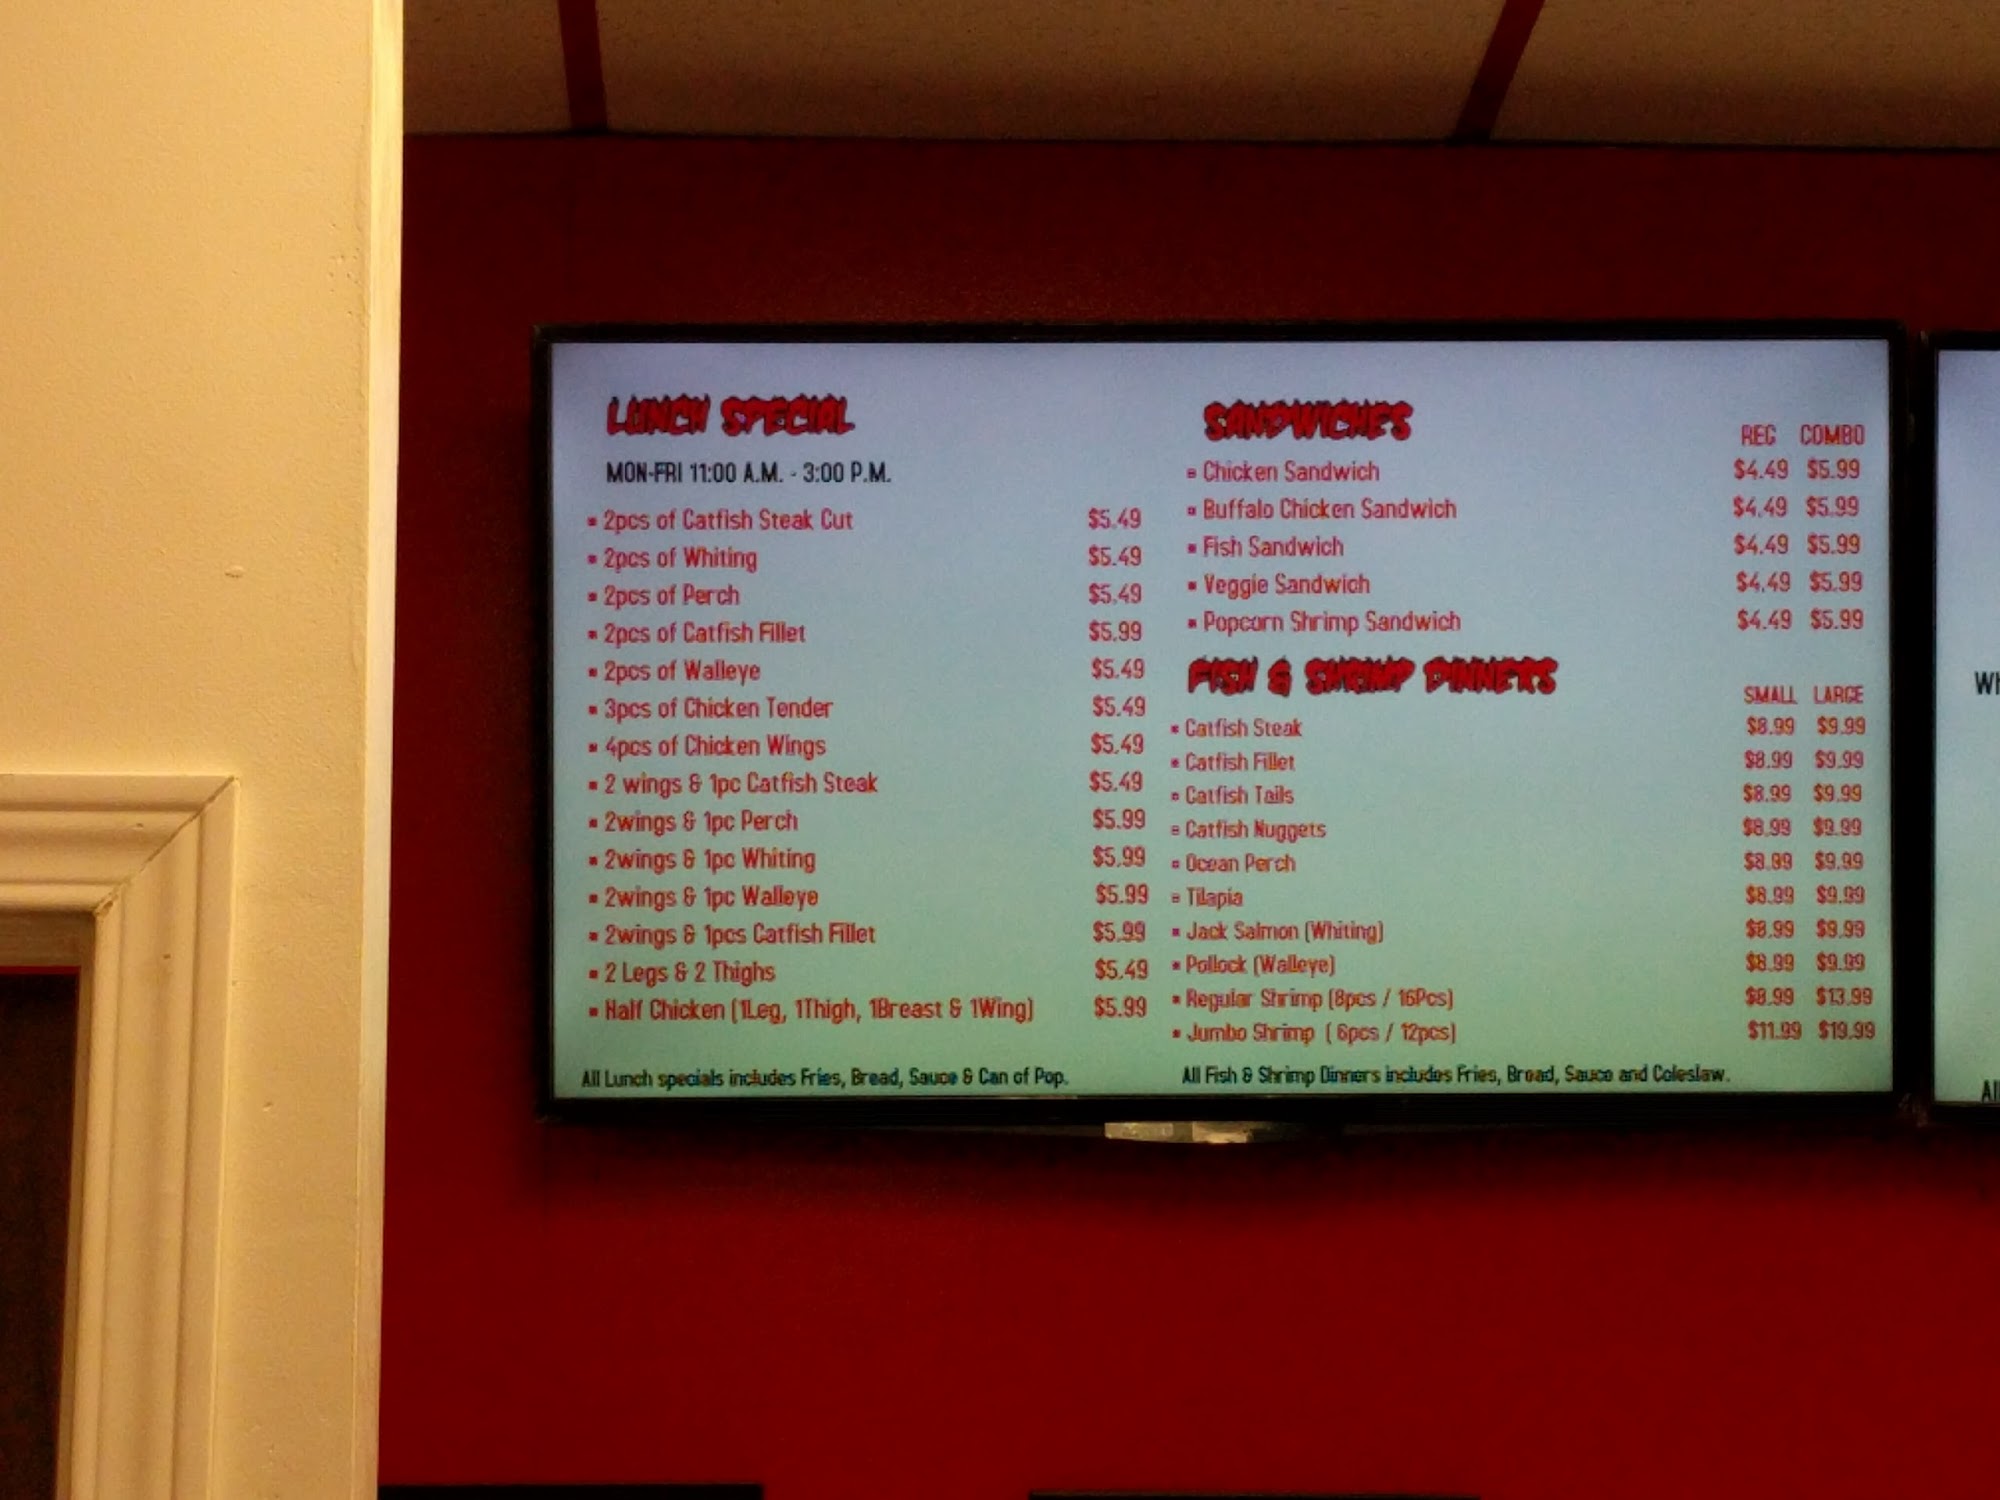 LUNCH SPECIAL
MON-FRI 11:00 A.M. - 3:00 P.M.
▪ 2pcs of Catfish Steak Cut $5.49
▪ 2pcs of Whiting $5.49
▪ 2pcs of Perch $5.49
▪ 2pcs of Catfish Fillet $5.99
▪ 2pcs of Walleye $5.49
▪ 3pcs of Chicken Tender $5.49
▪ 4pcs of Chicken Wings $5.49
▪ 2 wings & 1pc Catfish Steak $5.49
▪ 2wings & 1pc Perch $5.99
▪ 2wings & 1pc Whiting $5.99
▪ 2wings & 1pc Walleye $5.99
▪ 2wings & 1pcs Catfish Fillet $5.99
▪ 2 Legs & 2 Thighs $5.49
▪ Half Chicken (1Leg, 1Thigh, 1Breast & 1Wing) $5.99
All Lunch specials includes Fries, Bread, Sauce & Can of Pop.
SANDWICHES
REG COMBO
▪ Chicken Sandwich $4.49 $5.99
▪ Buffalo Chicken Sandwich $4.49 $5.99
▪ Fish Sandwich $4.49 $5.99
▪ Veggie Sandwich $4.49 $5.99
▪ Popcorn Shrimp Sandwich $4.49 $5.99
FISH & SHRIMP DINNERS
SMALL LARGE
▪ Catfish Steak $8.99 $9.99
▪ Catfish Fillet $8.99 $9.99
▪ Catfish Tails $8.99 $9.99
▪ Catfish Nuggets $8.99 $9.99
▪ Ocean Perch $8.99 $9.99
▪ Tilapia $8.99 $9.99
▪ Jack Salmon (Whiting) $8.99 $9.99
▪ Pollock (Walleye) $8.99 $9.99
▪ Regular Shrimp (8pcs / 16Pcs) $8.99 $13.99
▪ Jumbo Shrimp ( 6pcs / 12pcs) $11.99 $19.99
All Fish & Shrimp Dinners includes Fries, Bread, Sauce and Coleslaw.